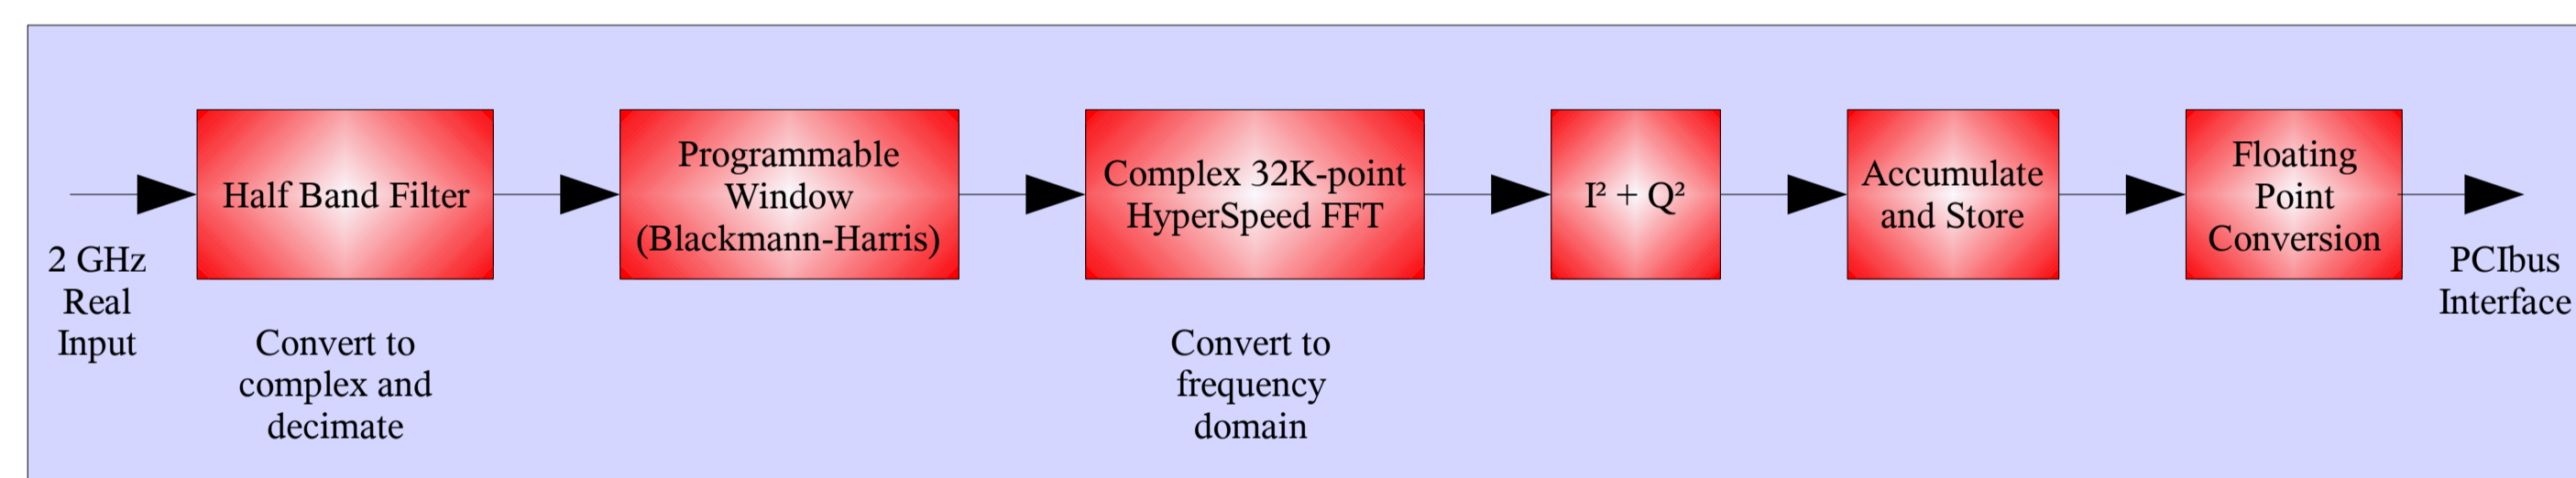 2 GHz
Real
Input
Half Band Filter
Convert to
complex and
decimate
Programmable
Window
(Blackmann-Harris)
Complex 32K-point
HyperSpeed FFT
Convert to
frequency
domain
I² + Q²
Accumulate
and Store
Floating
Point
Conversion
PCIbus
Interface